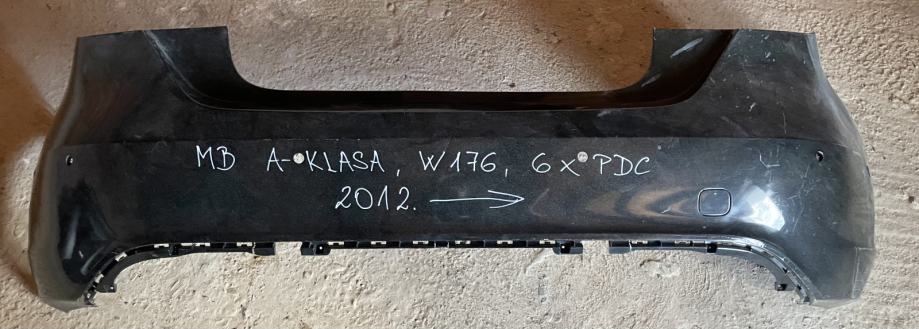 MB A-KLASA, W176, 6x PDC
2012. →